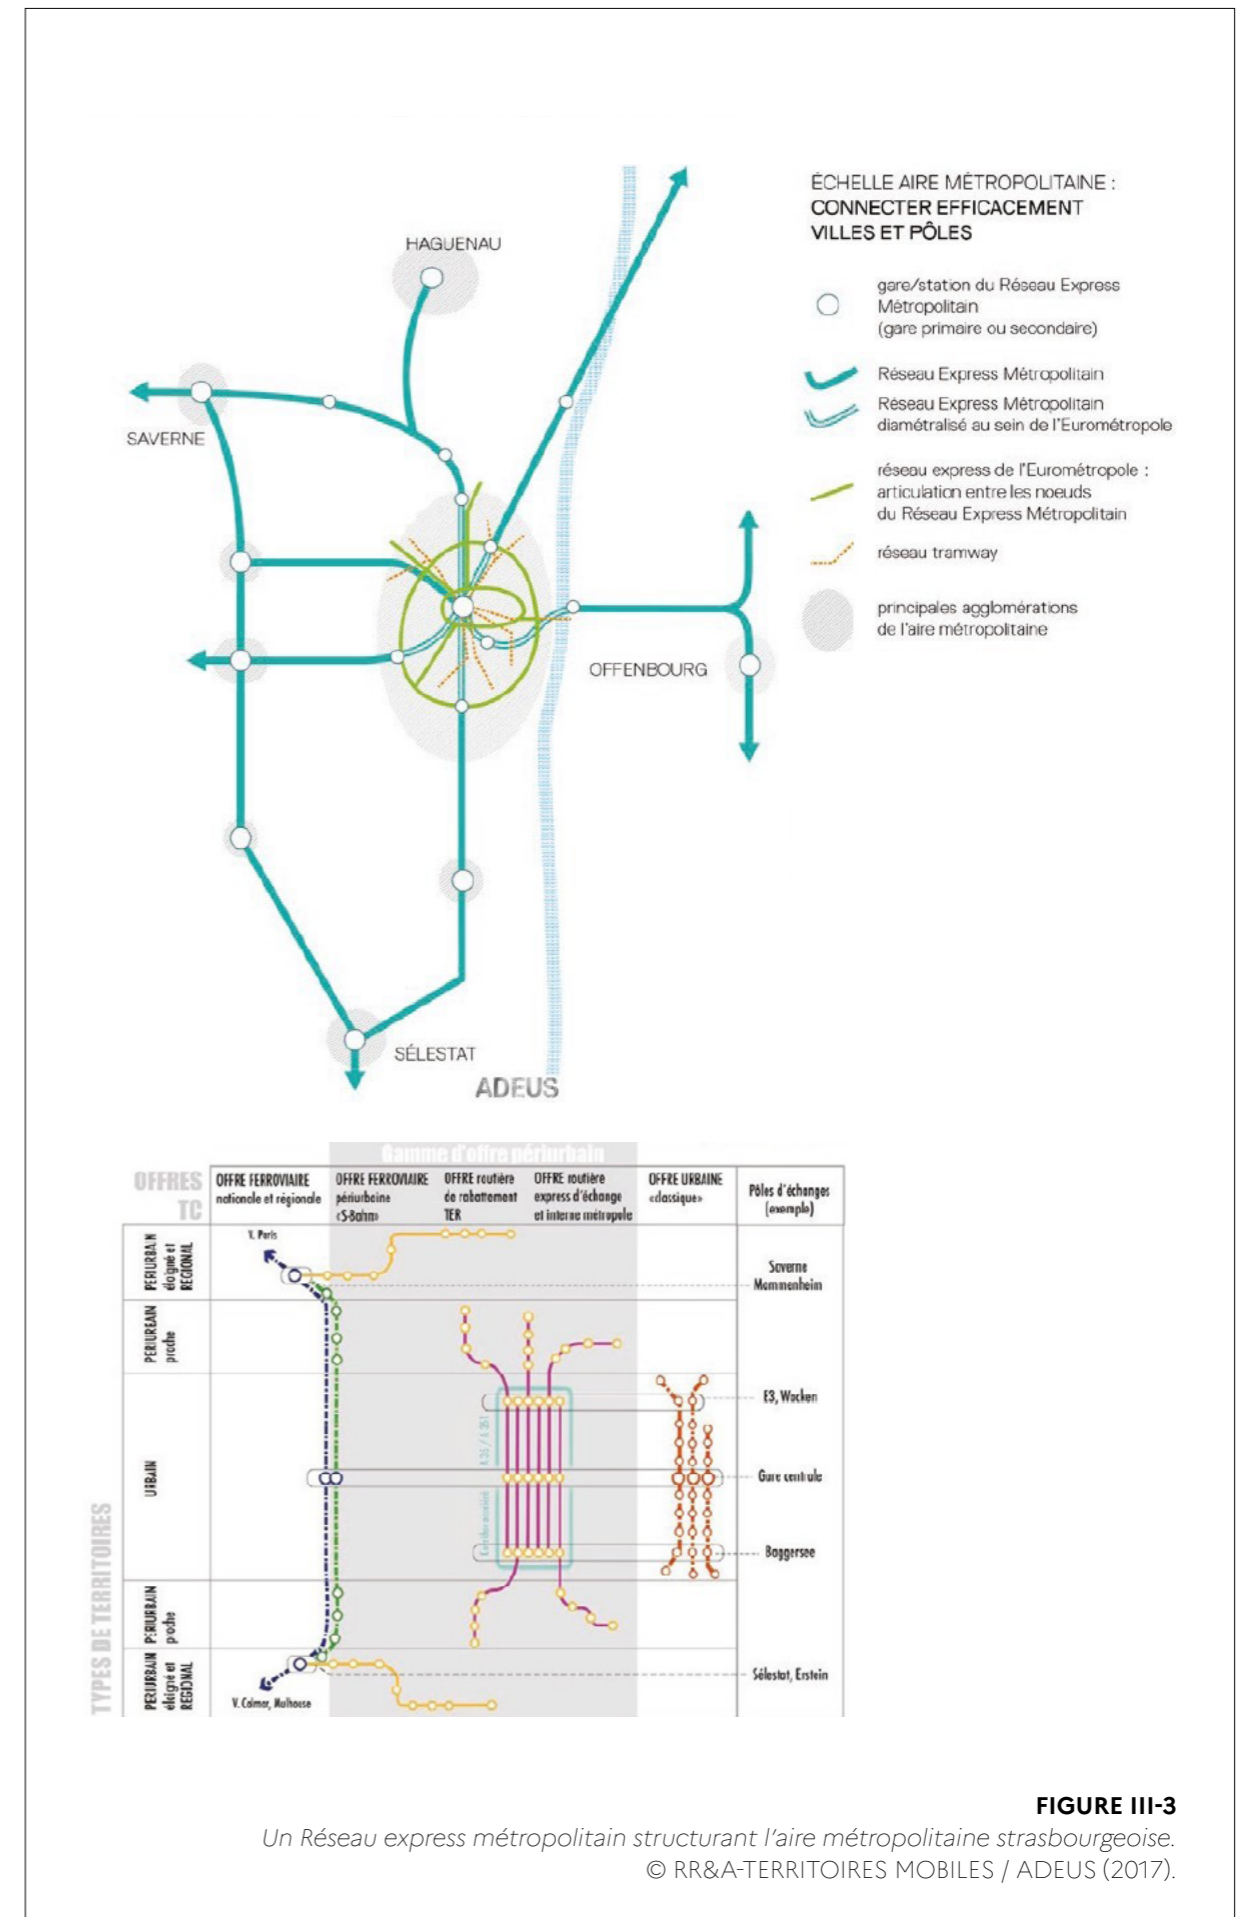 ÉCHELLE AIRE MÉTROPOLITAINE :
CONNECTER EFFICACEMENT
VILLES ET PÔLES
gare/station du Réseau Express
Métropolitain
(gare primaire ou secondaire)
Réseau Express Métropolitain
Réseau Express Métropolitain
diamétralisé au sein de l'Eurométropole
réseau express de l'Eurométropole :
articulation entre les noeuds
du Réseau Express Métropolitain
réseau tramway
principales agglomérations
de l'aire métropolitaine
HAGUENAU
SAVERNE
OFFENBOURG
SÉLESTAT
ADEUS
Gamme d'offre périurbain
OFFRES
TC
OFFRE FERROVIAIRE
nationale et régionale
OFFRE FERROVIAIRE
périurbaine
«S-Bahn»
OFFRE routière
de rabattement
TER
OFFRE routière
express d'échange
et interne métropole
OFFRE URBAINE
«classique»
Pôles d'échanges
(exemple)
TYPES DE TERRITOIRES
PERIURBAIN
éloigné et
REGIONAL
V. Paris
Saverne
Mommenheim
PERIURBAIN
proche
URBAIN
A35 / A351
E3, Wacken
Gare centrale
Baggersee
PERIURBAIN
proche
PERIURBAIN
éloigné et
REGIONAL
V. Colmar, Mulhouse
Sélestat, Erstein
FIGURE III-3
Un Réseau express métropolitain structurant l'aire métropolitaine strasbourgeoise.
© RR&A-TERRITOIRES MOBILES / ADEUS (2017).